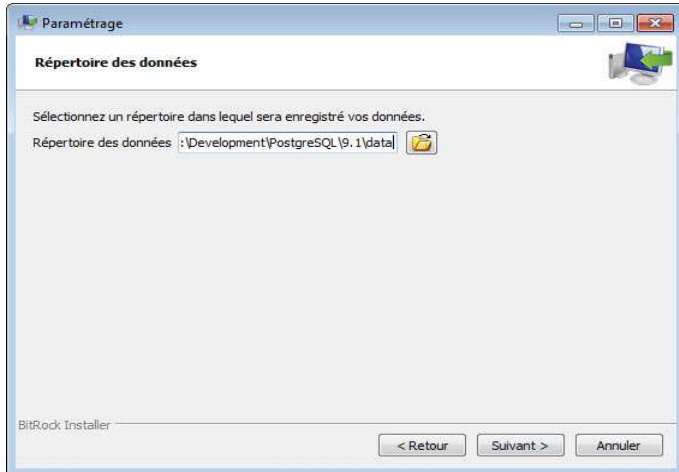 Paramétrage
Répertoire des données
Sélectionnez un répertoire dans lequel sera enregistré vos données.
Répertoire des données :\Development\PostgreSQL\9.1\data
BitRock Installer
< Retour Suivant > Annuler